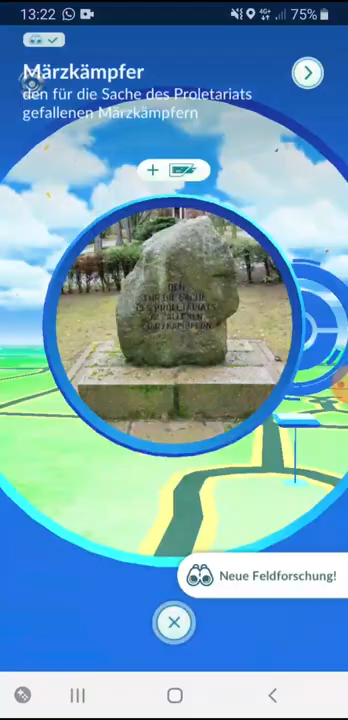 13:22
4G
75%
Märzkämpfer
den für die Sache des Proletariats
gefallenen Märzkämpfern
+
DEN
FÜR DIE SACHE
DES PROLETARIATS
GEFALLENEN
MÄRZKÄMPFERN
Neue Feldforschung!